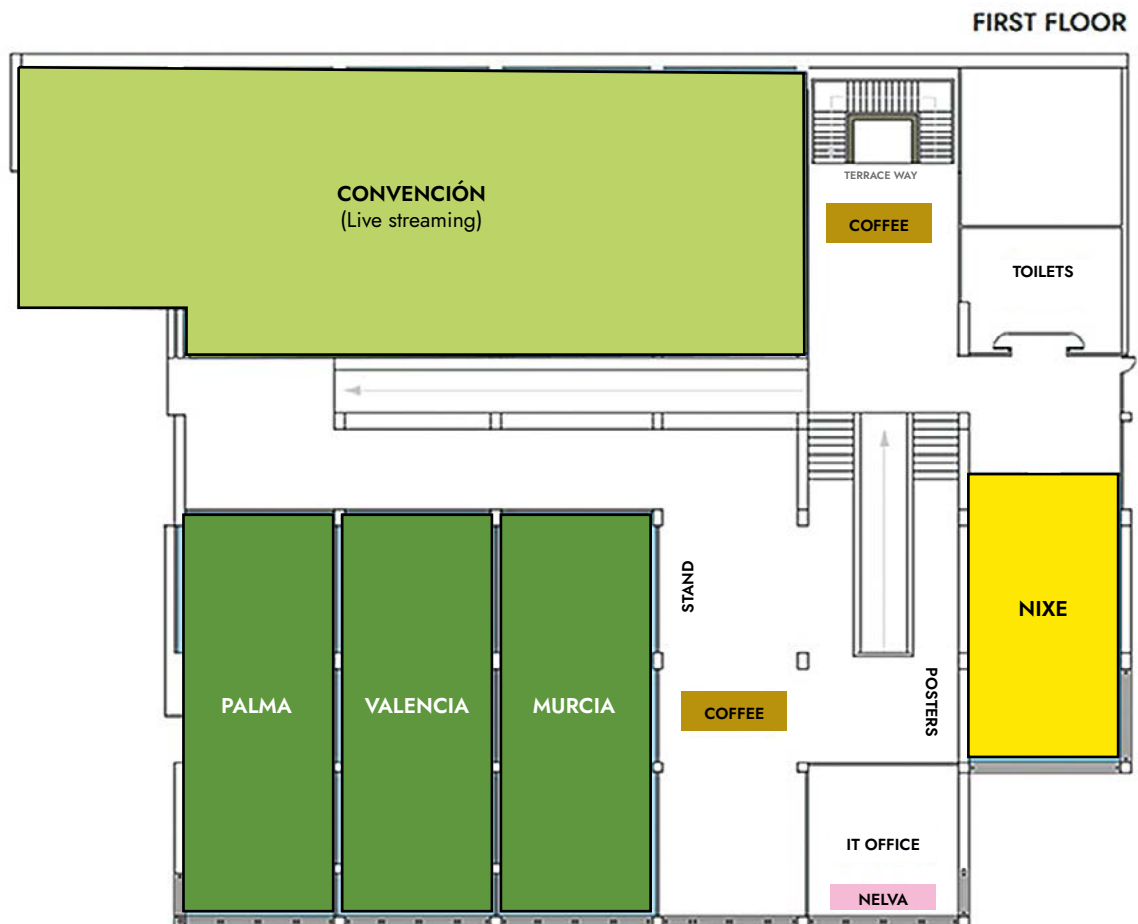 FIRST FLOOR
CONVENCIÓN
(Live streaming)
TERRACE WAY
COFFEE
TOILETS
STAND
NIXE
PALMA
VALENCIA
MURCIA
COFFEE
POSTERS
IT OFFICE
NELVA